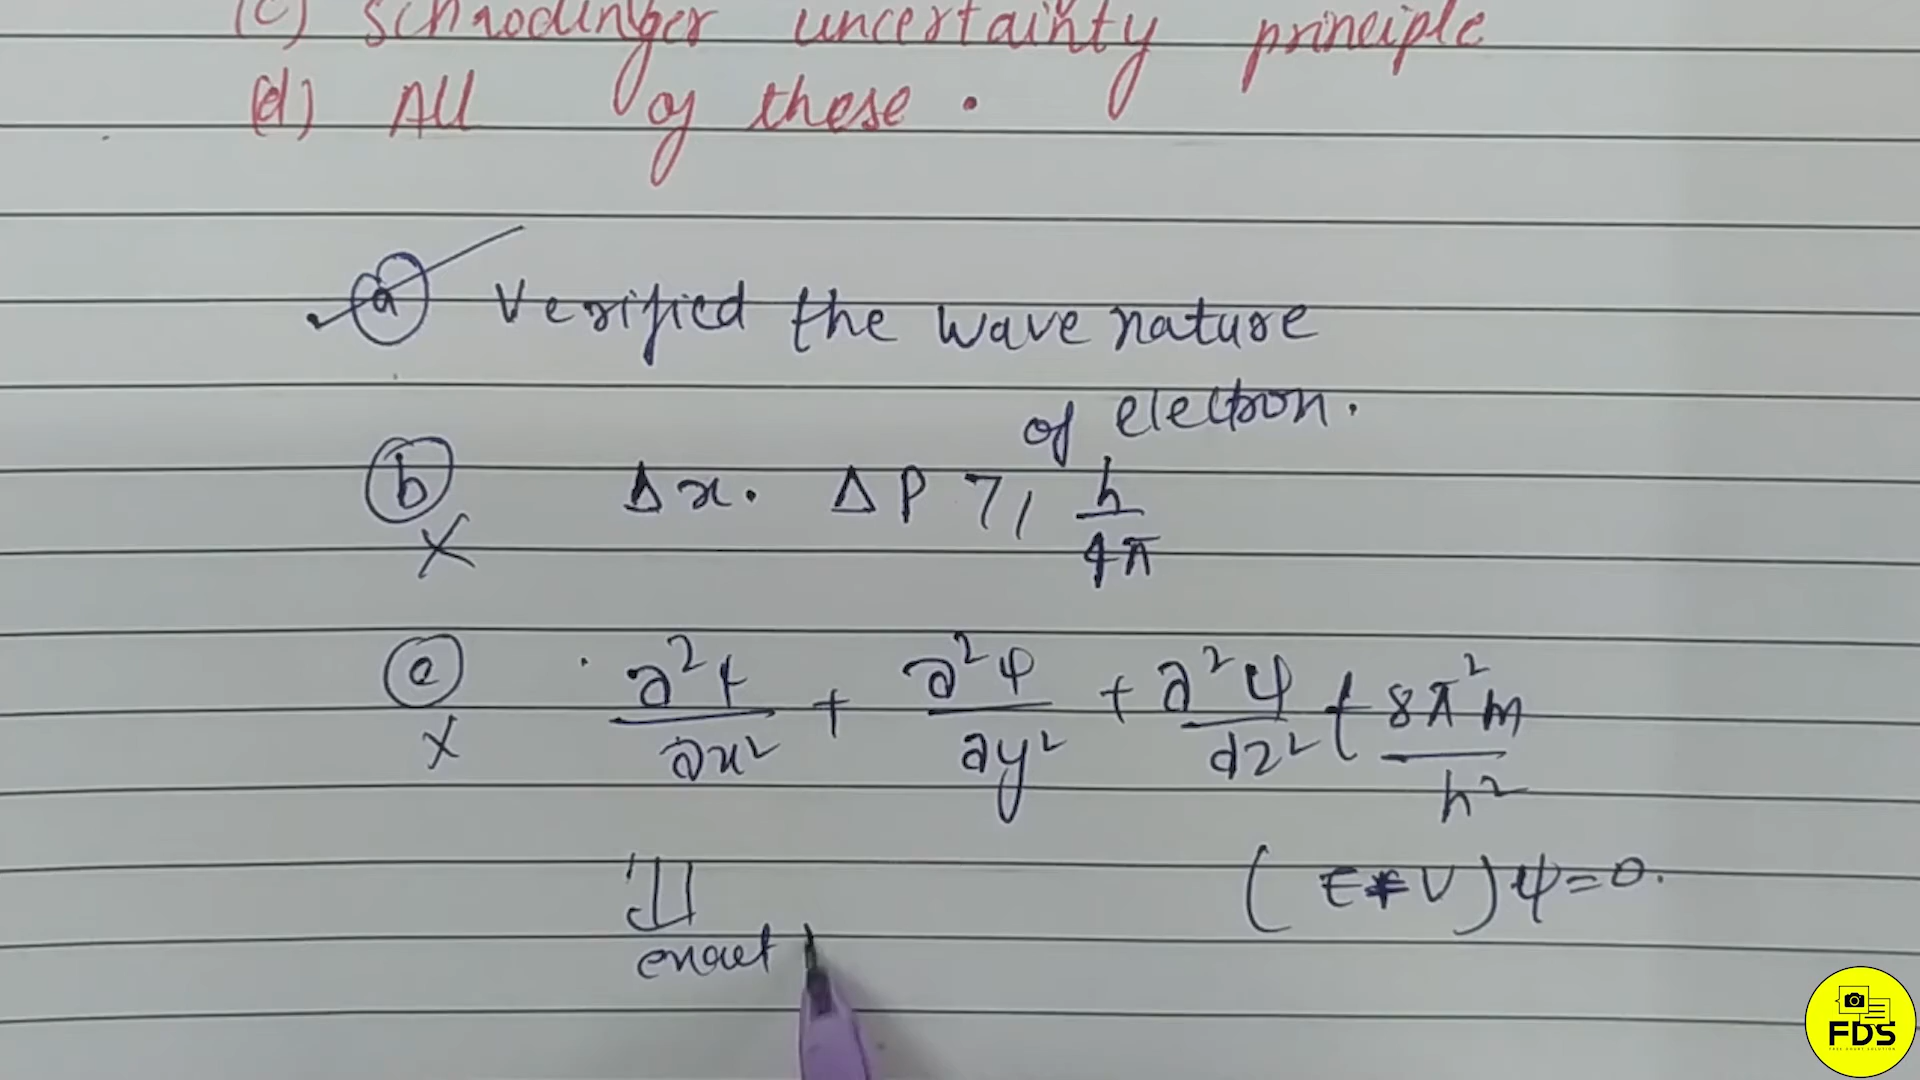 (c) Schrodinger uncertainty principle
(d) All of these.
(a) Verified the wave nature
of electron.
(b) Δx. ΔP ≥ h/4π
X
(c) ∂²ψ/∂x² + ∂²ψ/∂y² + ∂²ψ/dz² + 8π²m/h²
X
(E V) ψ=0.
exact
FDS